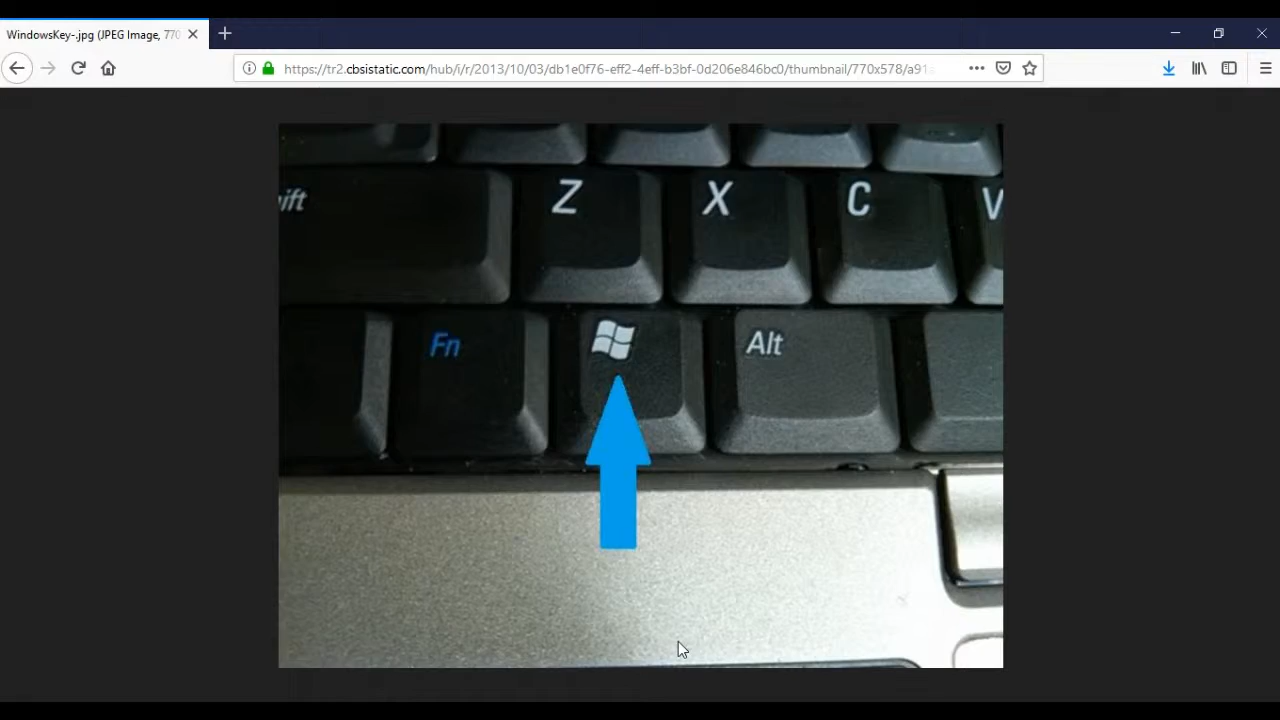 WindowsKey-.jpg (JPEG Image, 770
https://tr2.cbsistatic.com/hub/i/r/2013/10/03/db1e0f76-eff2-4eff-b3bf-0d206e846bc0/thumbnail/770x578/a91a
ift Z X C V
Fn Alt